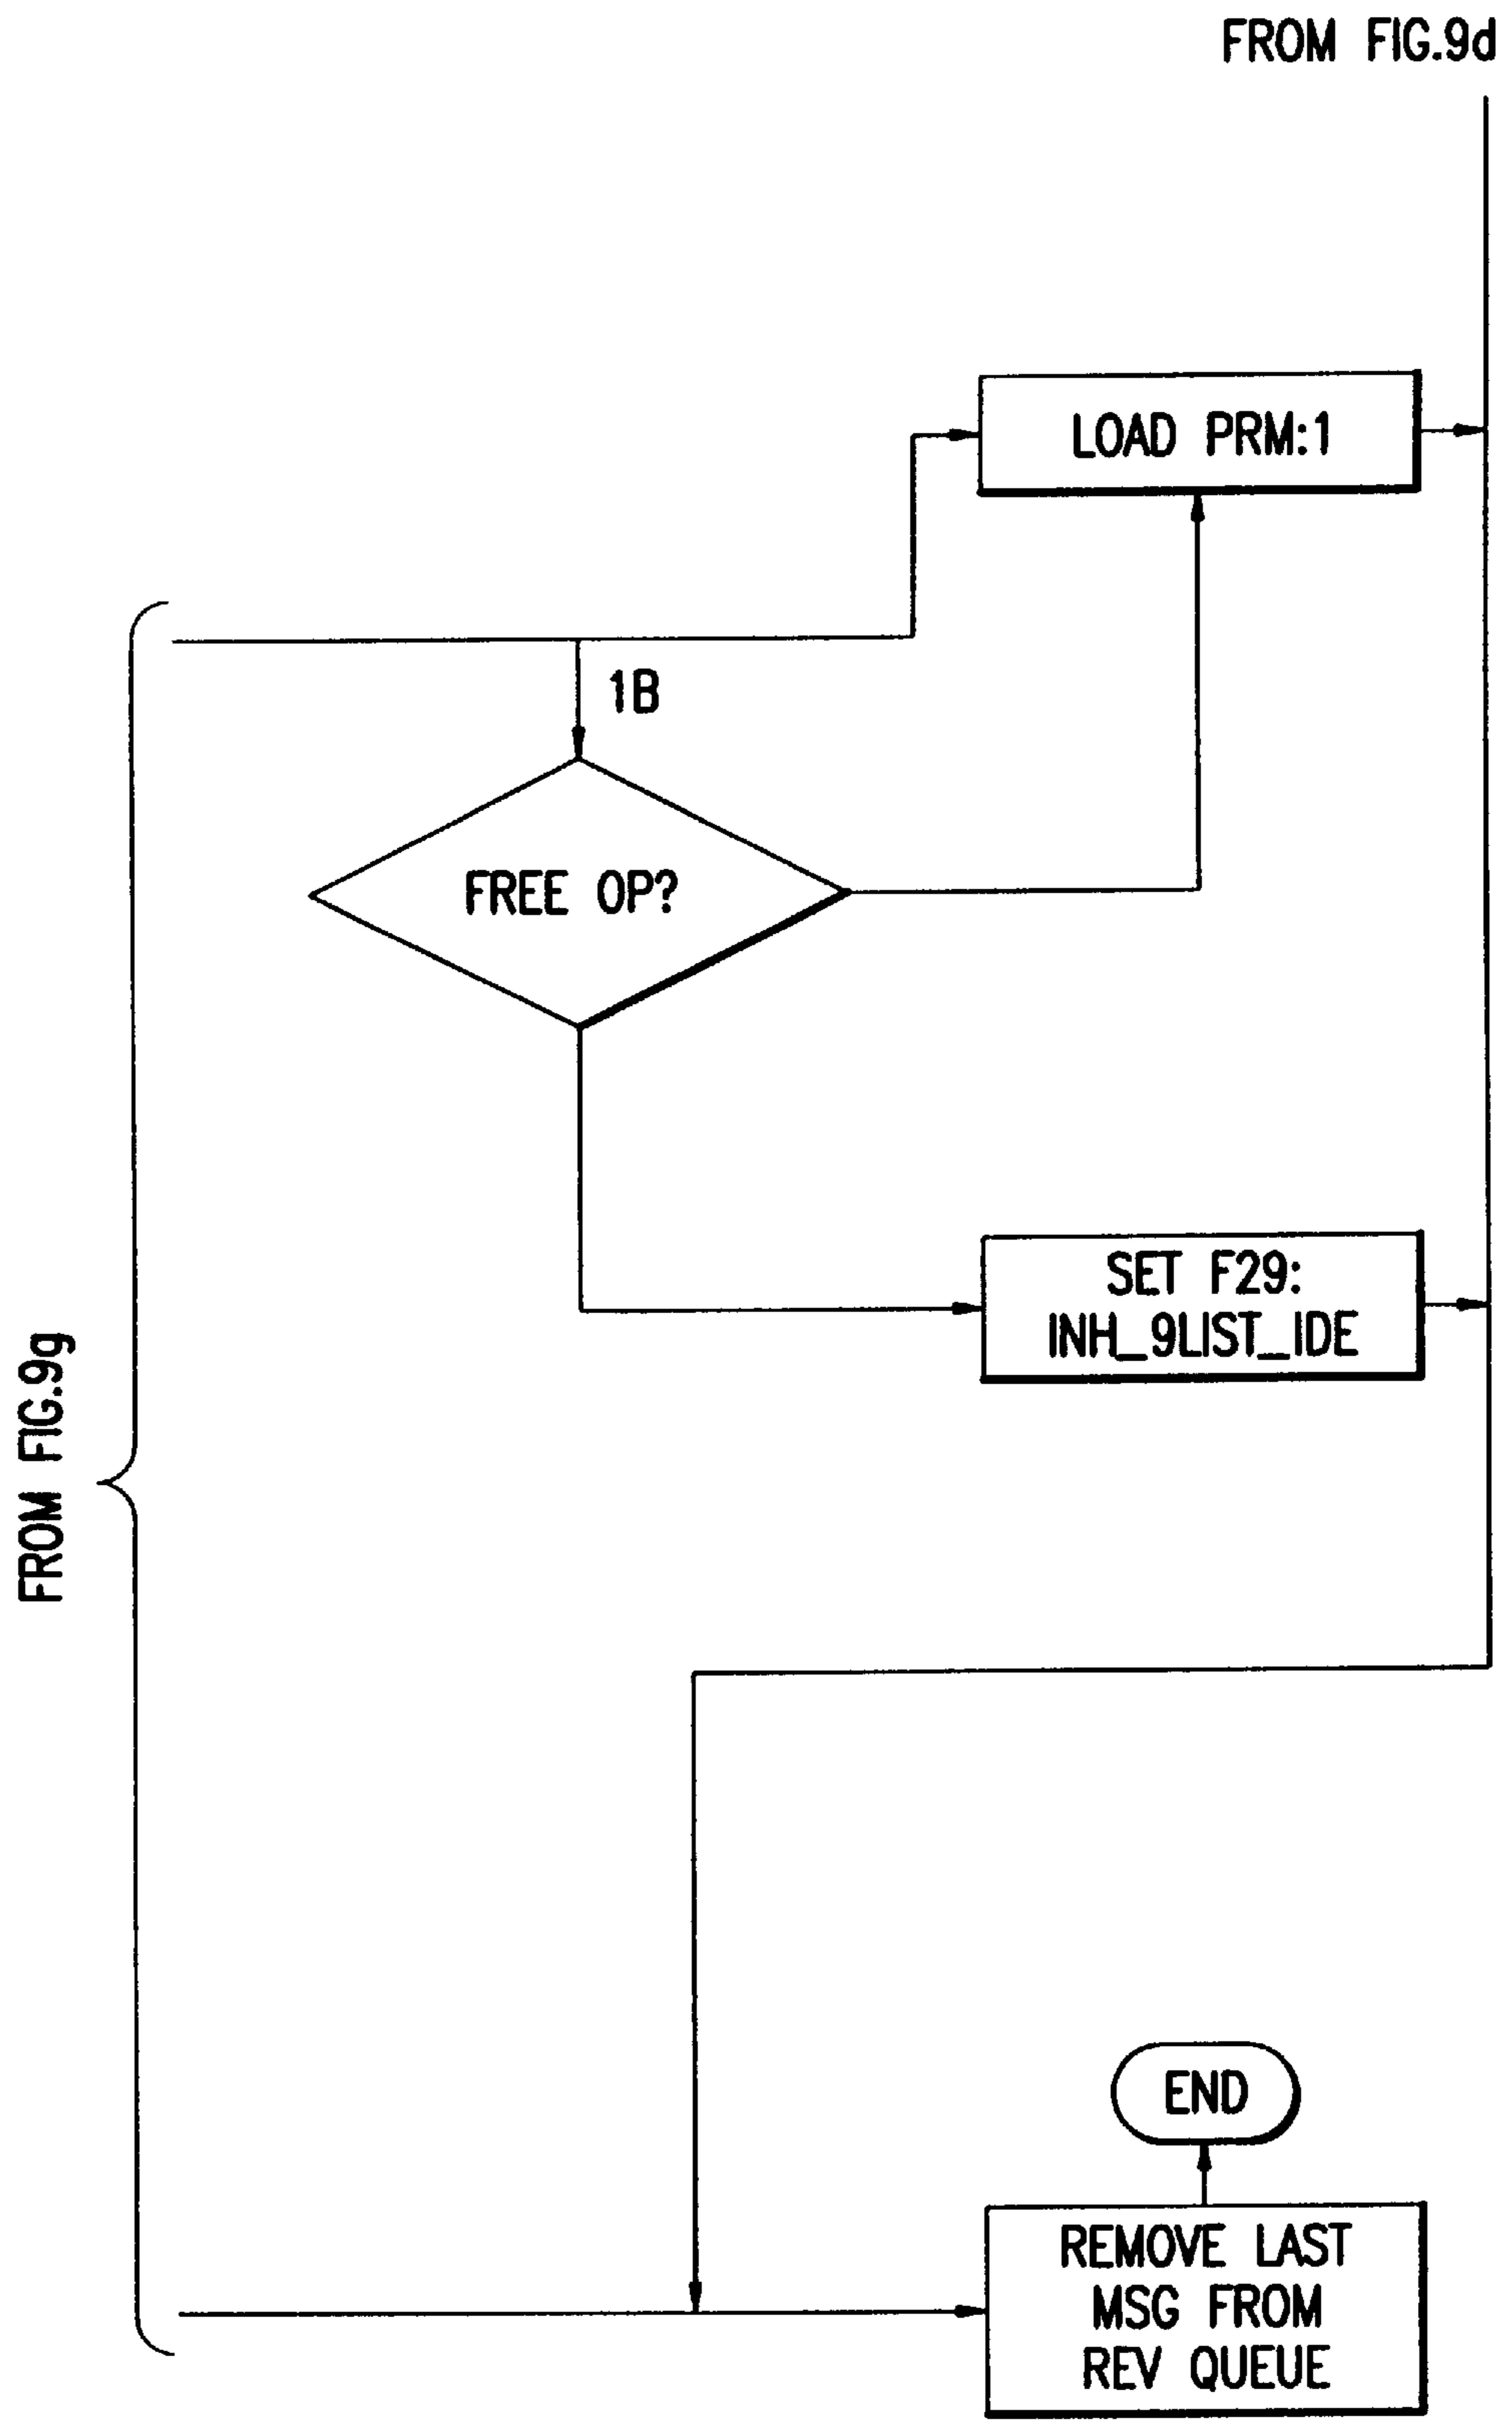 FROM FIG.9d
LOAD PRM:1
1B
FREE OP?
SET F29:
INH_9LIST_IDE
FROM FIG.9g
END
REMOVE LAST
MSG FROM
REV QUEUE